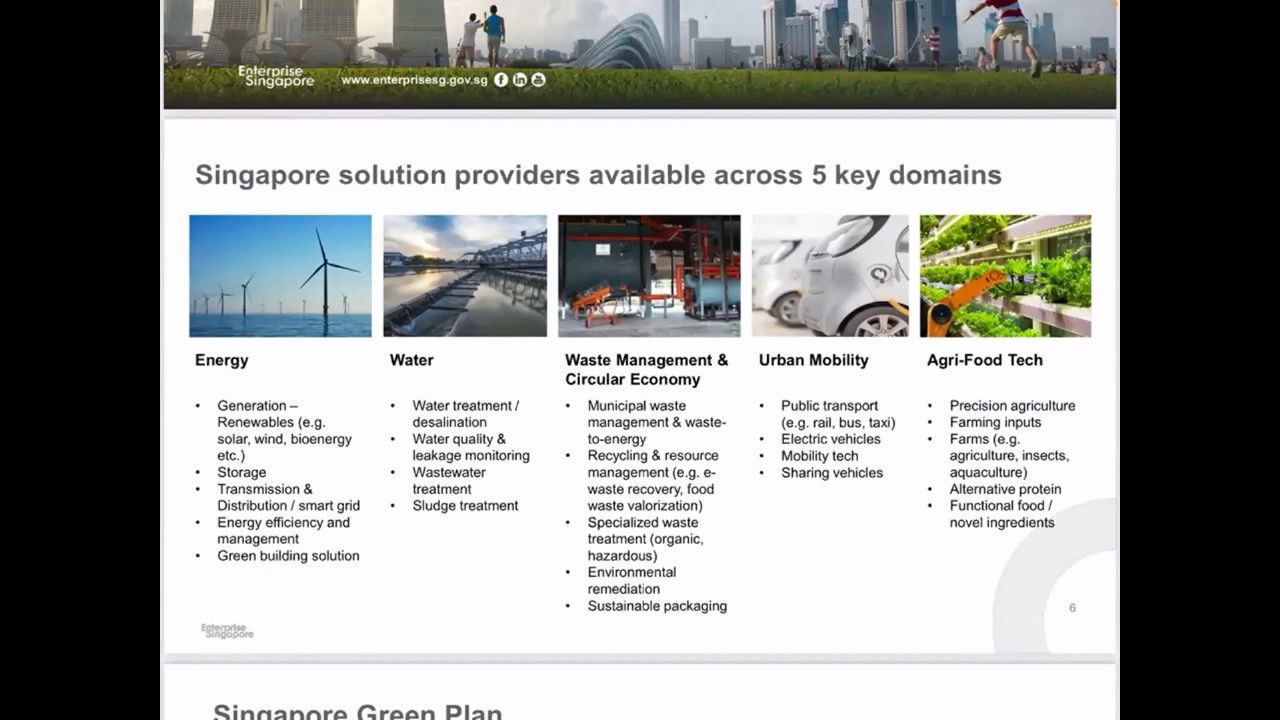 Enterprise
Singapore
www.enterprisesg.gov.sg
Singapore solution providers available across 5 key domains
Energy
• Generation –
Renewables (e.g.
solar, wind, bioenergy
etc.)
• Storage
• Transmission &
Distribution / smart grid
• Energy efficiency and
management
• Green building solution
Water
• Water treatment /
desalination
• Water quality &
leakage monitoring
• Wastewater
treatment
• Sludge treatment
Waste Management &
Circular Economy
• Municipal waste
management & waste-
to-energy
• Recycling & resource
management (e.g. e-
waste recovery, food
waste valorization)
• Specialized waste
treatment (organic,
hazardous)
• Environmental
remediation
• Sustainable packaging
Urban Mobility
• Public transport
(e.g. rail, bus, taxi)
• Electric vehicles
• Mobility tech
• Sharing vehicles
Agri-Food Tech
• Precision agriculture
• Farming inputs
• Farms (e.g.
agriculture, insects,
aquaculture)
• Alternative protein
• Functional food /
novel ingredients
6
Enterprise
Singapore
Singapore Green Plan